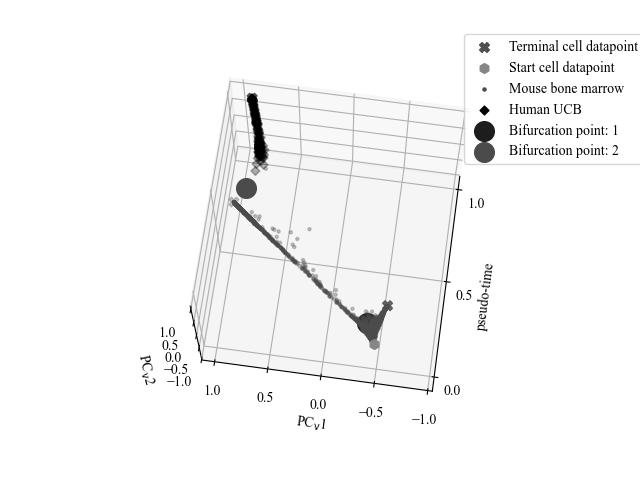 Terminal cell datapoint
Start cell datapoint
Mouse bone marrow
Human UCB
Bifurcation point: 1
Bifurcation point: 2
1.0
0.5
0.0
pseudo-time
1.0
0.5
0.0
−0.5
−1.0
PCv2
1.0
0.5
0.0
−0.5
−1.0
PCv1